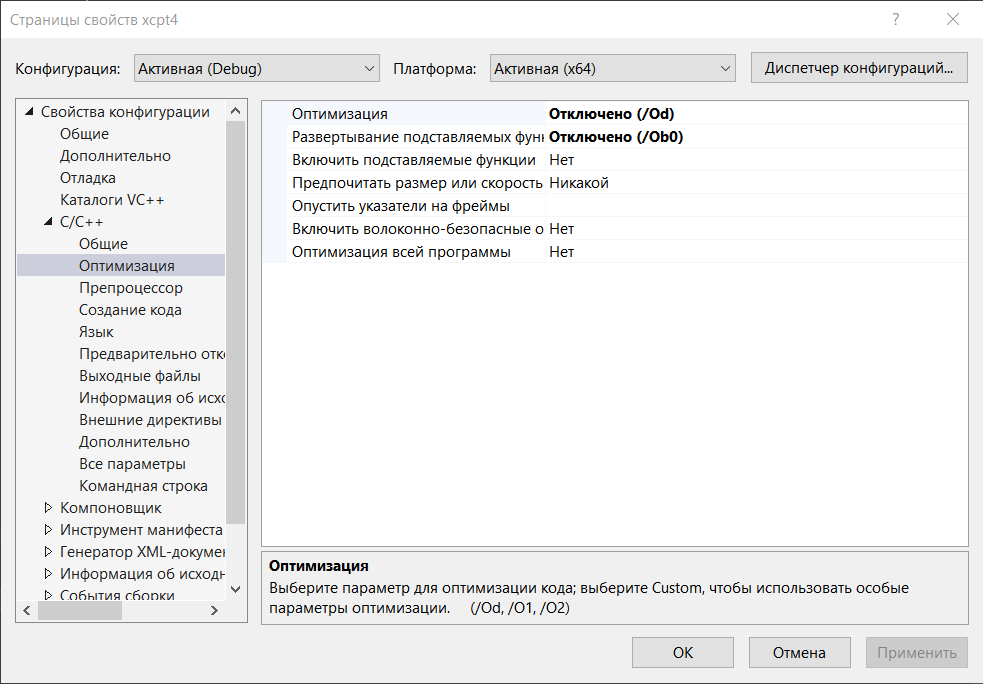 Страницы свойств xcpt4
Конфигурация: Активная (Debug) Платформа: Активная (x64) Диспетчер конфигураций...
Свойства конфигурации
Общие
Дополнительно
Отладка
Каталоги VC++
C/C++
Общие
Оптимизация
Препроцессор
Создание кода
Язык
Предварительно отк
Выходные файлы
Информация об исхо
Внешние директивы
Дополнительно
Все параметры
Командная строка
Компоновщик
Инструмент манифеста
Генератор XML-докумен
Информация об исходн
События сборки
Оптимизация Отключено (/Od)
Развертывание подставляемых функ Отключено (/Ob0)
Включить подставляемые функции Нет
Предпочитать размер или скорость Никакой
Опустить указатели на фреймы
Включить волоконно-безопасные о Нет
Оптимизация всей программы Нет
Оптимизация
Выберите параметр для оптимизации кода; выберите Custom, чтобы использовать особые
параметры оптимизации. (/Od, /O1, /O2)
ОК Отмена Применить